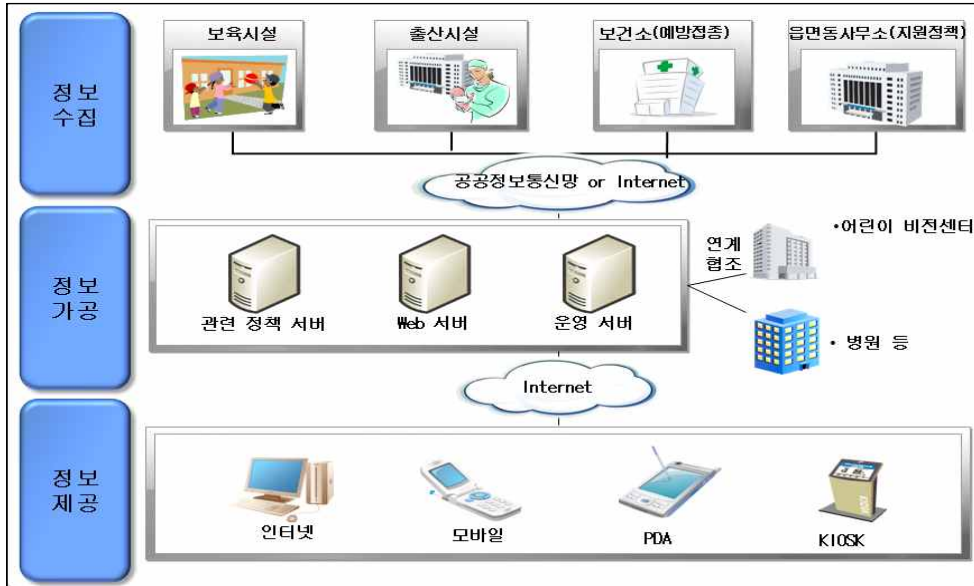 정보
수집
보육시설
출산시설
보건소(예방접종)
읍면동사무소(지원정책)
공공정보통신망 or Internet
정보
가공
관련 정책 서버
Web 서버
운영 서버
연계
협조
•어린이 비전센터
• 병원 등
Internet
정보
제공
인터넷
모바일
PDA
KIOSK